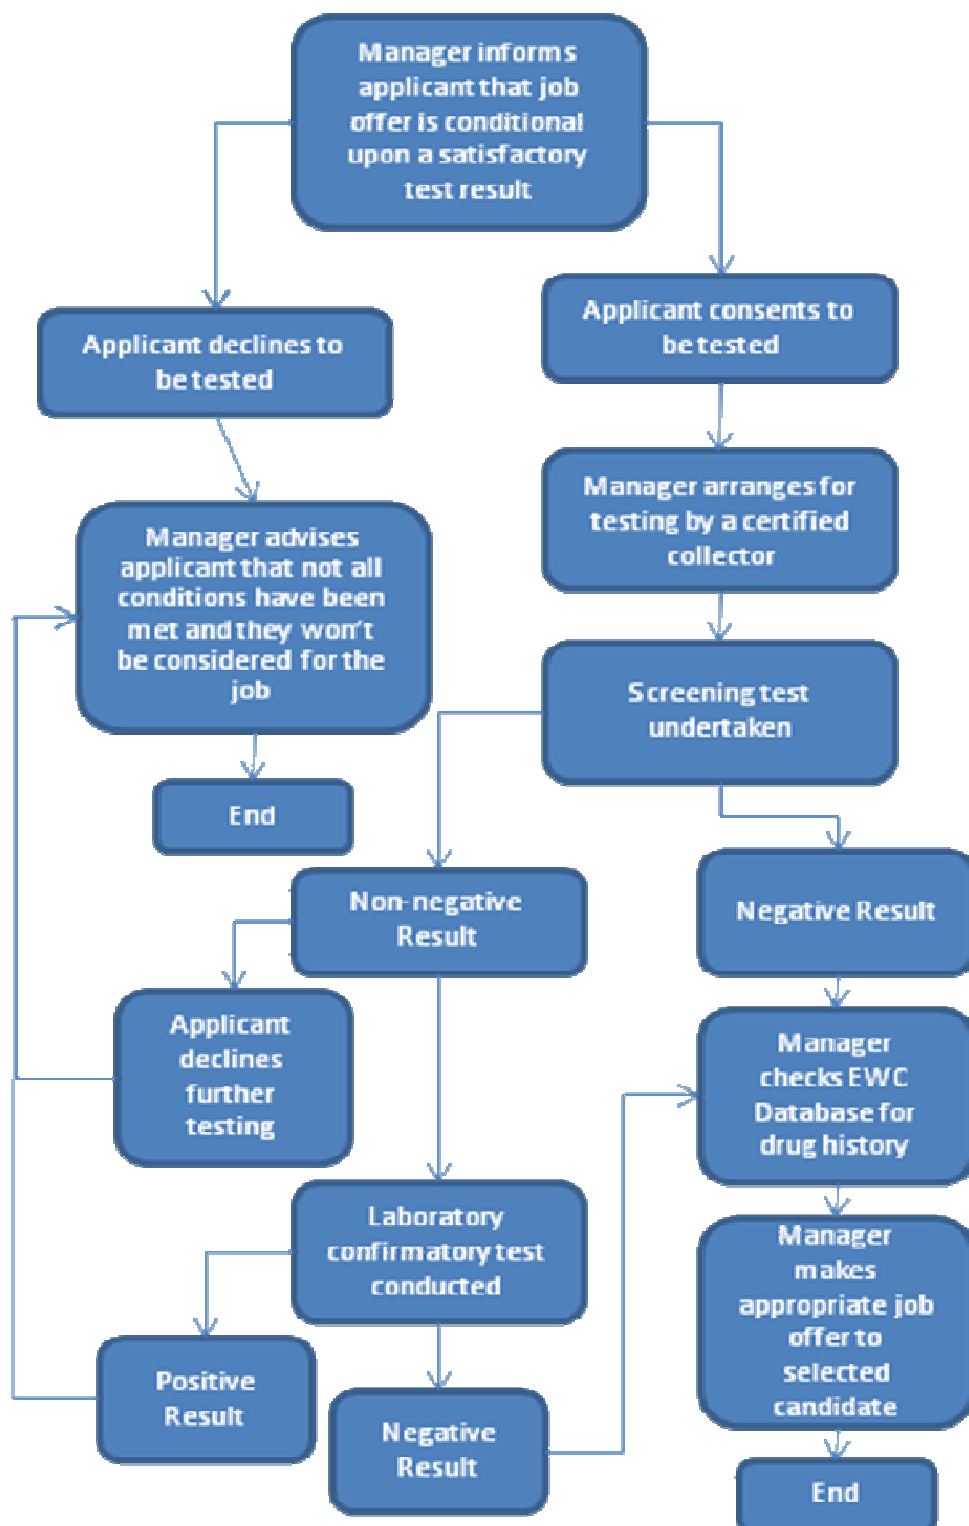 Manager informs
applicant that job
offer is conditional
upon a satisfactory
test result
Applicant declines to
be tested
Applicant consents to
be tested
Manager arranges for
testing by a certified
collector
Manager advises
applicant that not all
conditions have been
met and they won't
be considered for the
job
Screening test
undertaken
End
Non-negative
Result
Negative Result
Applicant
declines
further
testing
Manager
checks EWC
Database for
drug history
Laboratory
confirmatory test
conducted
Manager
makes
appropriate job
offer to
selected
candidate
Positive
Result
Negative
Result
End